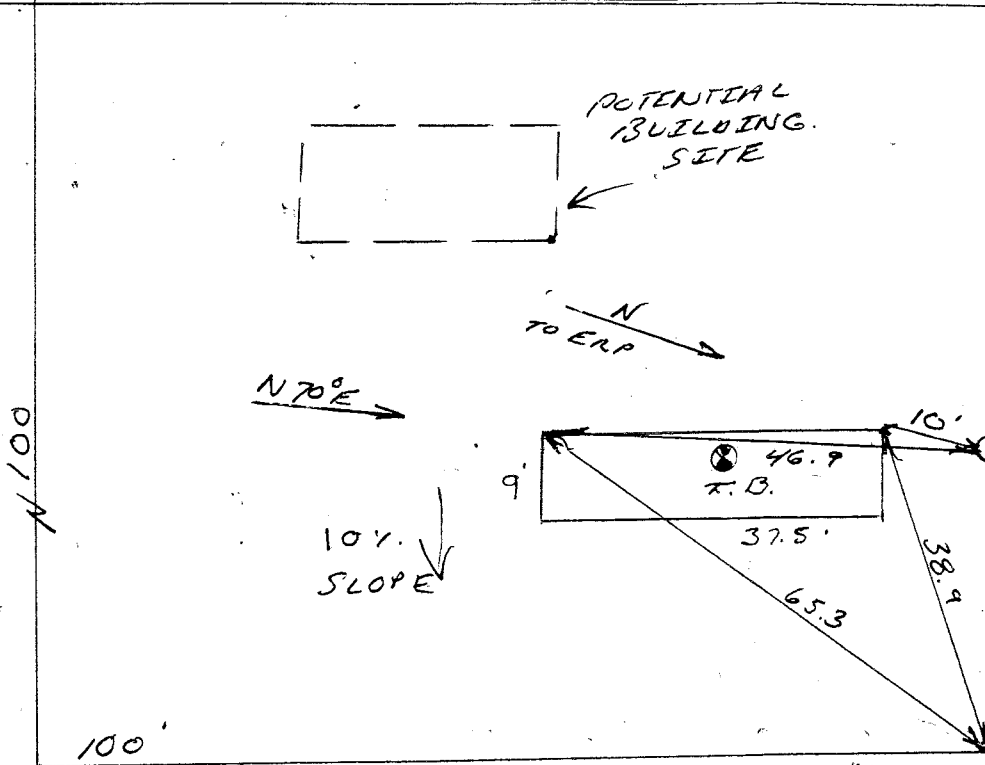 POTENTIAL
BUILDING.
SITE
N
TO ERP
N 70°E
10'
46.9
T.B.
9'
37.5'
10%.
SLOPE
38.9
65.3
N 100
100'